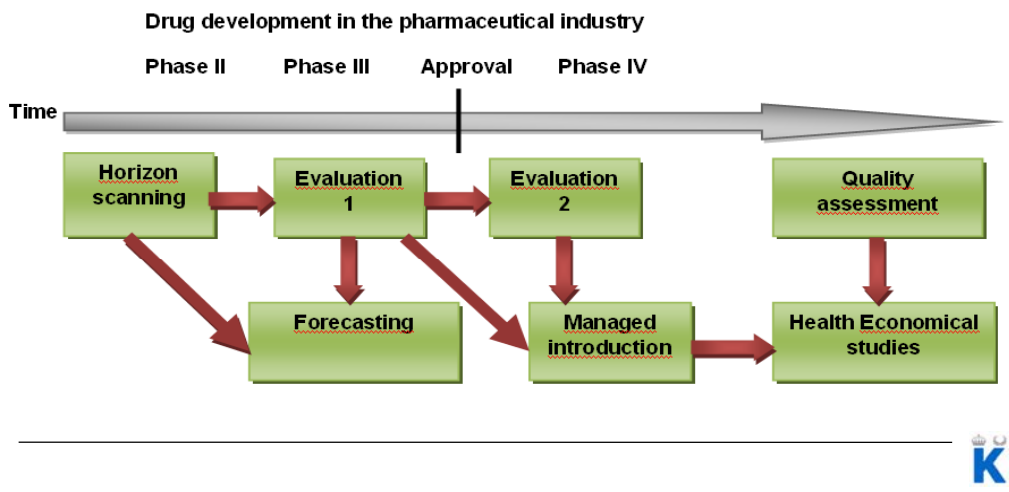 Drug development in the pharmaceutical industry
Phase II Phase III Approval Phase IV
Time
Horizon
scanning
Evaluation
1
Evaluation
2
Quality
assessment
Forecasting
Managed
introduction
Health Economical
studies
K